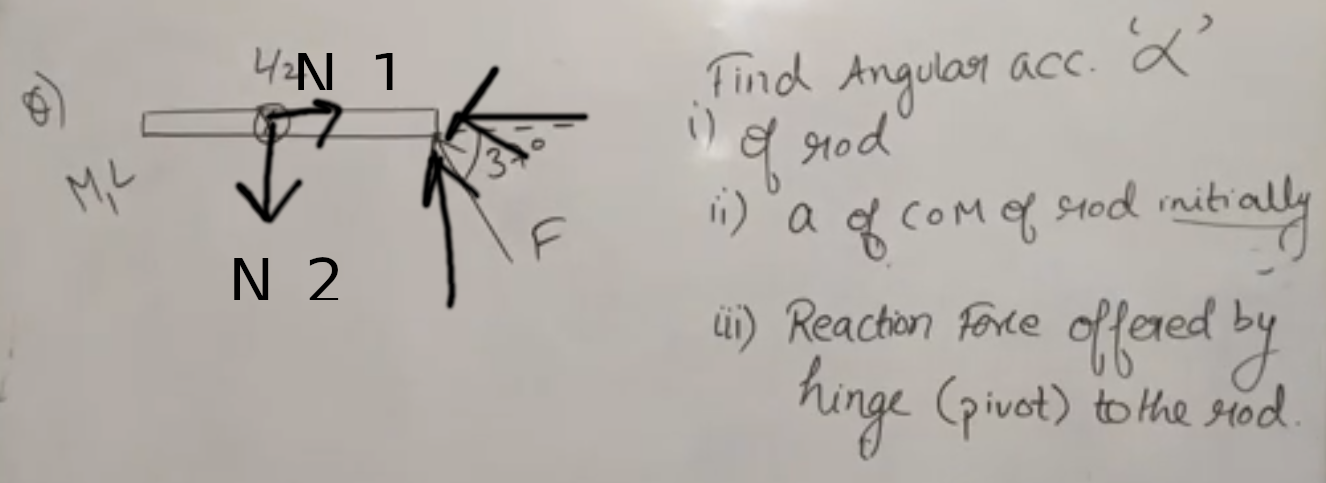 Q)
L/2
N 1
M, L
37°
F
N 2
Find Angular acc. 'α'
i) of rod
ii) a of COM of rod initially
iii) Reaction Force offered by
hinge (pivot) to the rod.